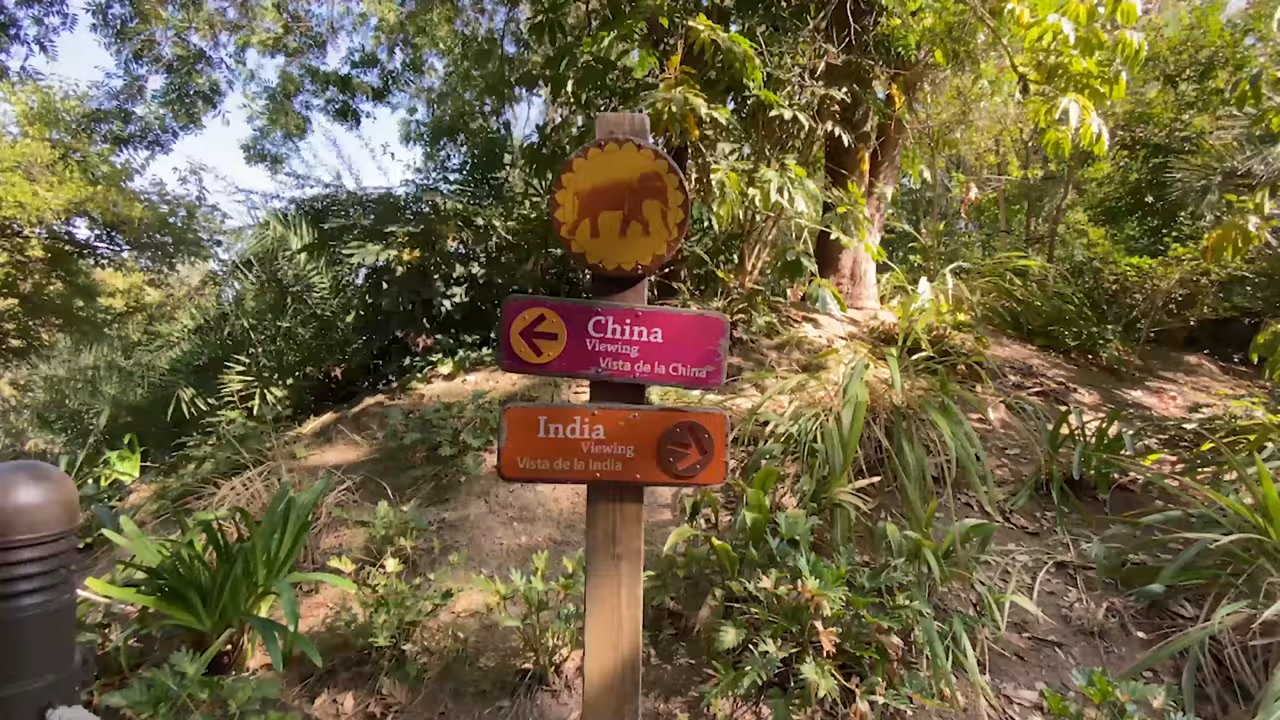 China
Viewing
Vista de la China
India
Viewing
Vista de la India